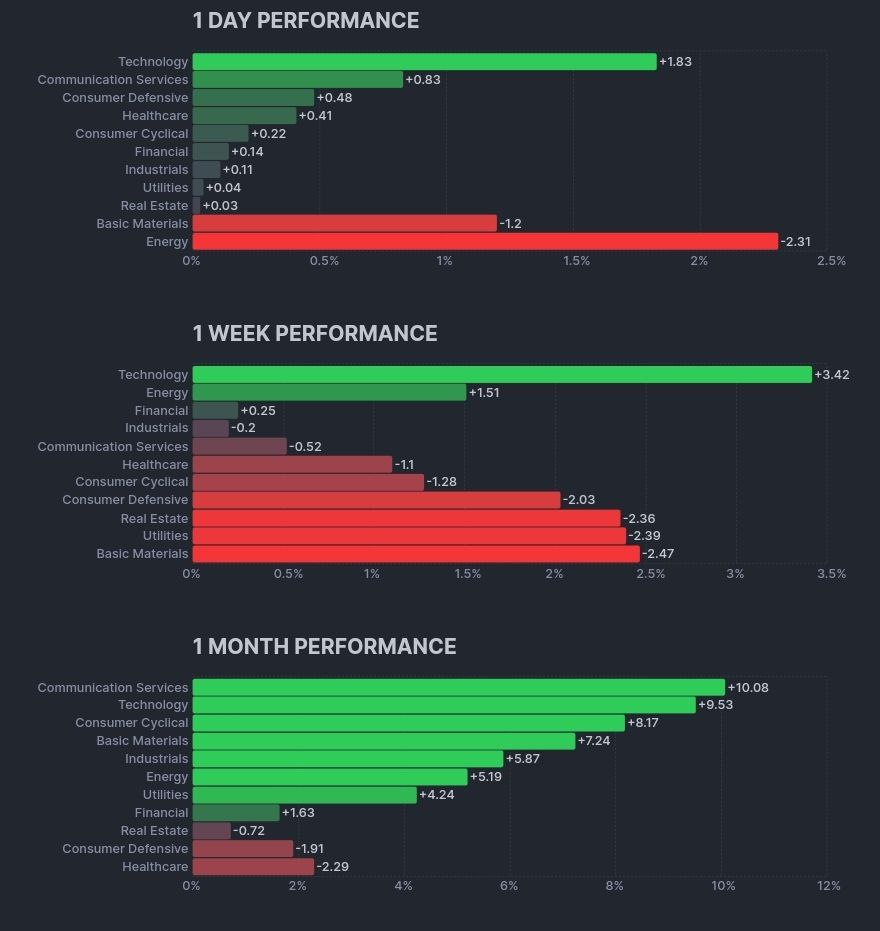 1 DAY PERFORMANCE
Technology +1.83
Communication Services +0.83
Consumer Defensive +0.48
Healthcare +0.41
Consumer Cyclical +0.22
Financial +0.14
Industrials +0.11
Utilities +0.04
Real Estate +0.03
Basic Materials -1.2
Energy -2.31
0% 0.5% 1% 1.5% 2% 2.5%
1 WEEK PERFORMANCE
Technology +3.42
Energy +1.51
Financial +0.25
Industrials -0.2
Communication Services -0.52
Healthcare -1.1
Consumer Cyclical -1.28
Consumer Defensive -2.03
Real Estate -2.36
Utilities -2.39
Basic Materials -2.47
0% 0.5% 1% 1.5% 2% 2.5% 3% 3.5%
1 MONTH PERFORMANCE
Communication Services +10.08
Technology +9.53
Consumer Cyclical +8.17
Basic Materials +7.24
Industrials +5.87
Energy +5.19
Utilities +4.24
Financial +1.63
Real Estate -0.72
Consumer Defensive -1.91
Healthcare -2.29
0% 2% 4% 6% 8% 10% 12%